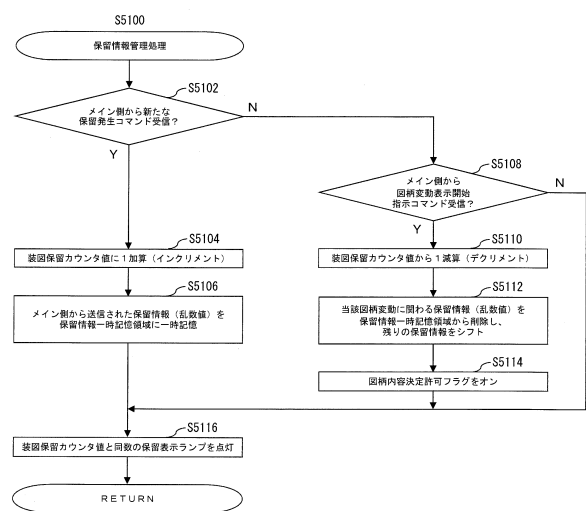 S5100
保留情報管理処理
S5102
メイン側から新たな
保留発生コマンド受信？
N
Y
S5108
メイン側から
図柄変動表示開始
指示コマンド受信？
N
Y
S5104
装図保留カウンタ値に１加算（インクリメント）
S5110
装図保留カウンタ値から１減算（デクリメント）
S5106
メイン側から送信された保留情報（乱数値）を
保留情報一時記憶領域に一時記憶
S5112
当該図柄変動に関わる保留情報（乱数値）を
保留情報一時記憶領域から削除し、
残りの保留情報をシフト
S5114
図柄内容決定許可フラグをオン
S5116
装図保留カウンタ値と同数の保留表示ランプを点灯
RETURN